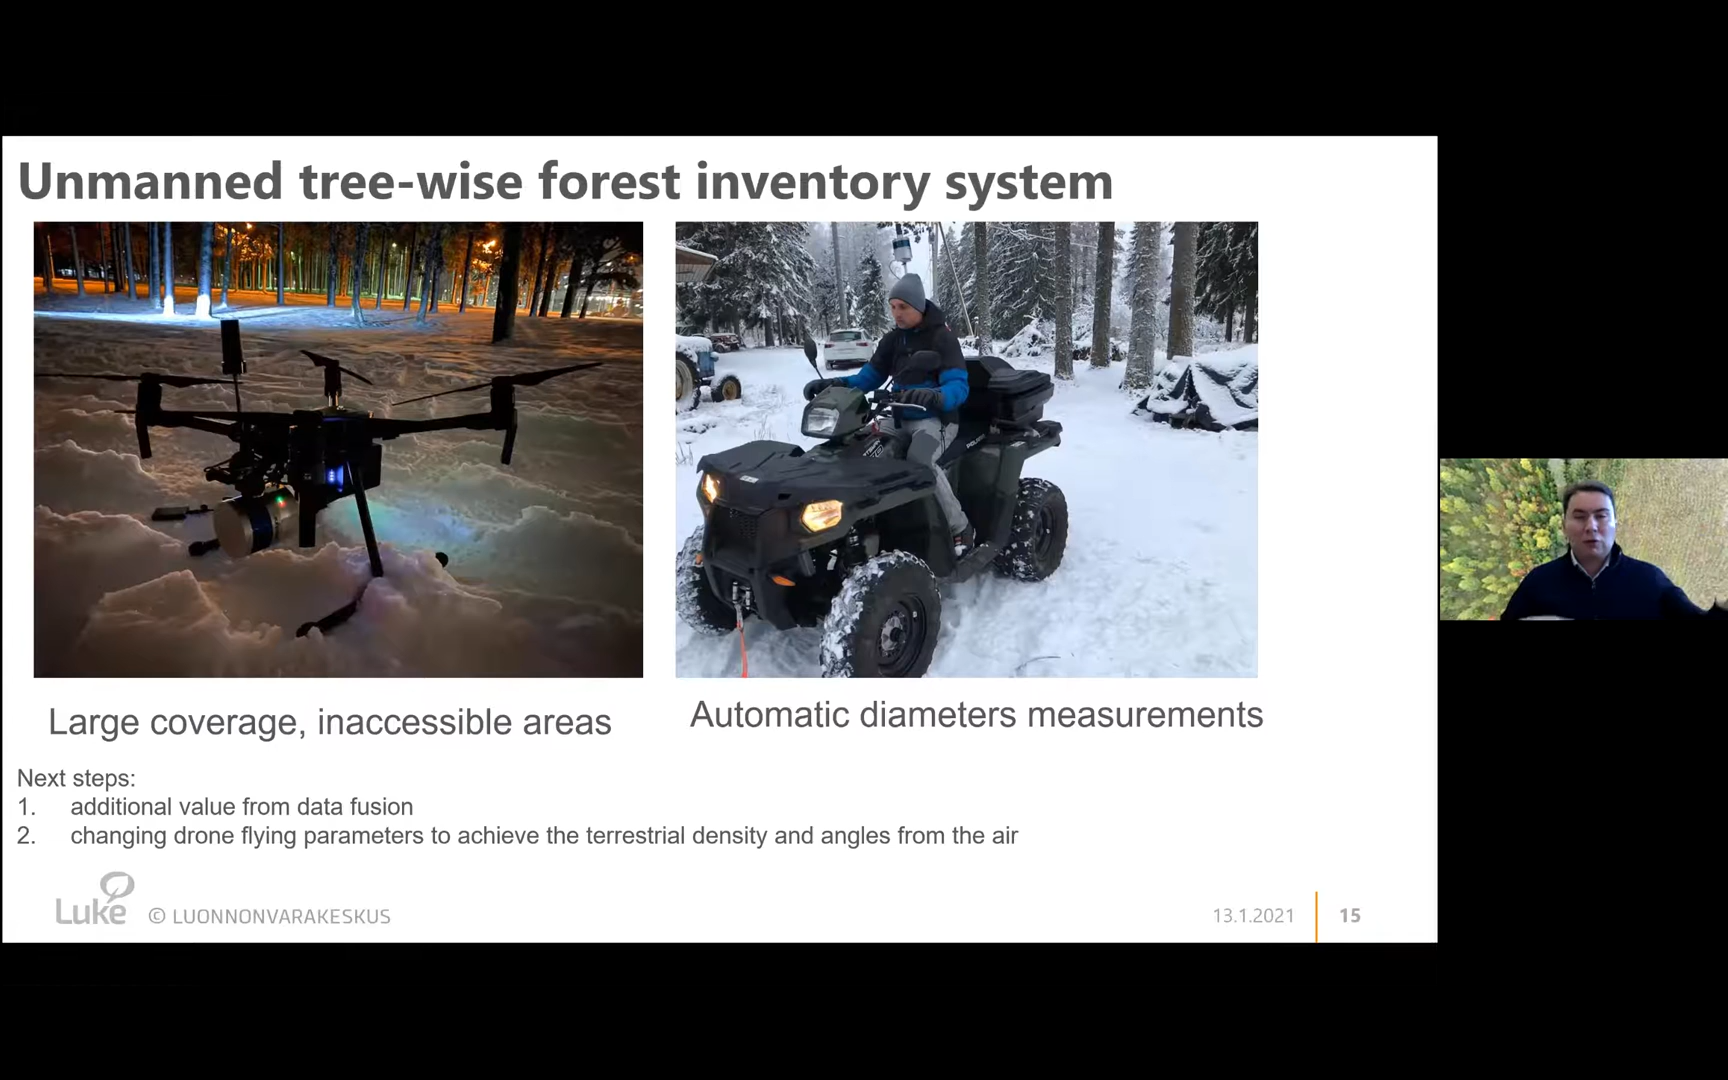 Unmanned tree-wise forest inventory system
Large coverage, inaccessible areas
Automatic diameters measurements
Next steps:
1. additional value from data fusion
2. changing drone flying parameters to achieve the terrestrial density and angles from the air
Luke © LUONNONVARAKESKUS
13.1.2021 15